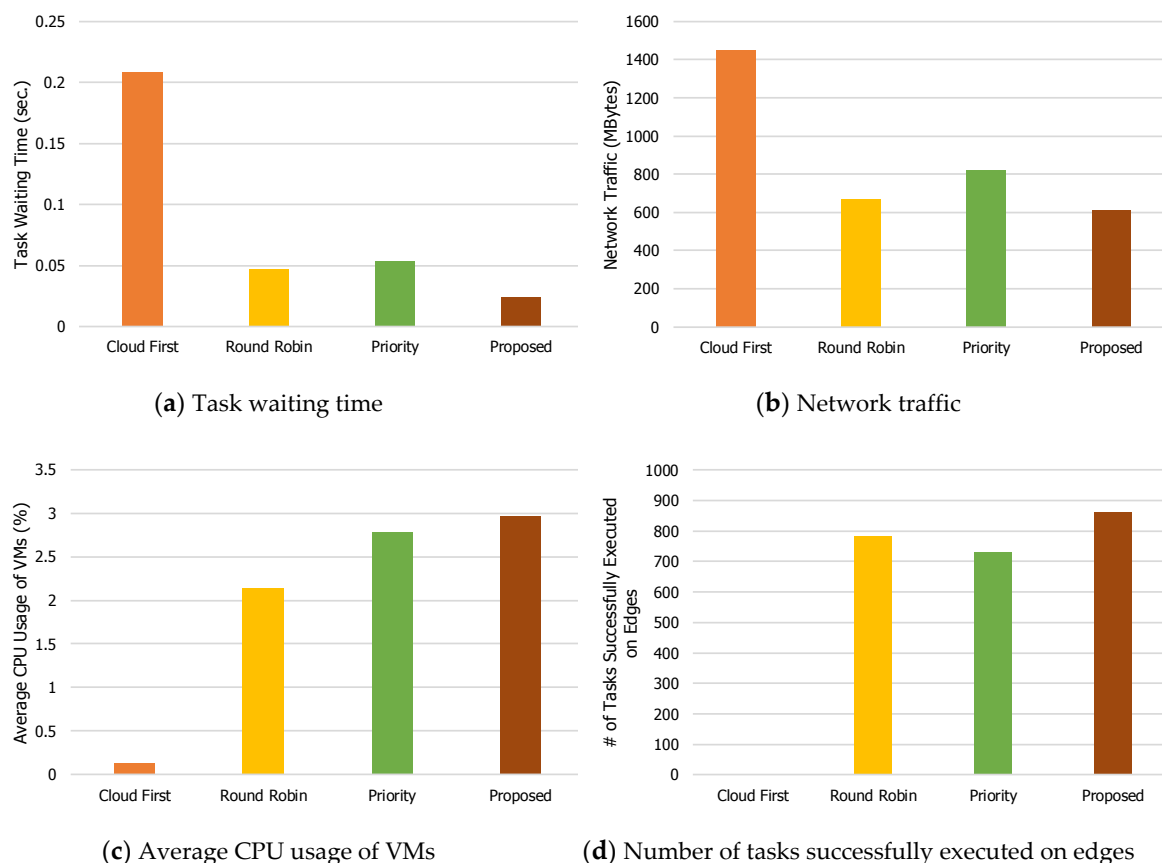 Task Waiting Time (sec.)
0.25
0.2
0.15
0.1
0.05
0
Cloud First Round Robin Priority Proposed
(a) Task waiting time
Network Traffic (MBytes)
1600
1400
1200
1000
800
600
400
200
0
Cloud First Round Robin Priority Proposed
(b) Network traffic
Average CPU Usage of VMs (%)
3.5
3
2.5
2
1.5
1
0.5
0
Cloud First Round Robin Priority Proposed
(c) Average CPU usage of VMs
# of Tasks Successfully Executed
on Edges
1000
900
800
700
600
500
400
300
200
100
0
Cloud First Round Robin Priority Proposed
(d) Number of tasks successfully executed on edges